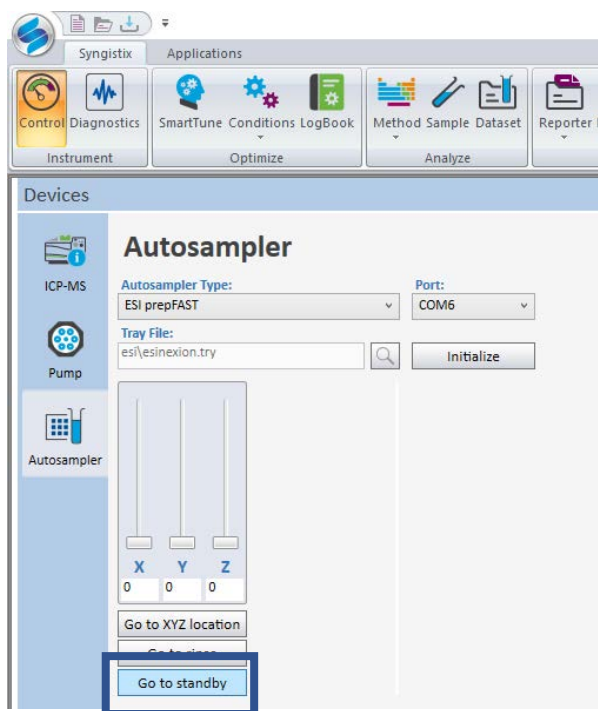 Syngistix Applications
Control Diagnostics SmartTune Conditions LogBook Method Sample Dataset Reporter
Instrument Optimize Analyze
Devices
ICP-MS
Pump
Autosampler
Autosampler
Autosampler Type: Port:
ESI prepFAST COM6
Tray File:
esi\esinexion.try Initialize
X Y Z
0 0 0
Go to XYZ location
Go to standby